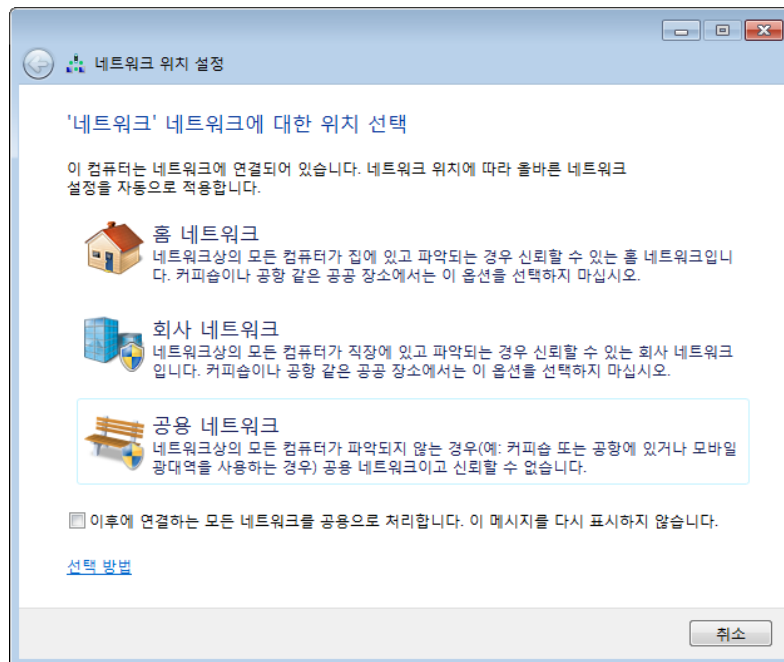 네트워크 위치 설정
'네트워크' 네트워크에 대한 위치 선택
이 컴퓨터는 네트워크에 연결되어 있습니다. 네트워크 위치에 따라 올바른 네트워크
설정을 자동으로 적용합니다.
홈 네트워크
네트워크상의 모든 컴퓨터가 집에 있고 파악되는 경우 신뢰할 수 있는 홈 네트워크입니
다. 커피숍이나 공항 같은 공공 장소에서는 이 옵션을 선택하지 마십시오.
회사 네트워크
네트워크상의 모든 컴퓨터가 직장에 있고 파악되는 경우 신뢰할 수 있는 회사 네트워크
입니다. 커피숍이나 공항 같은 공공 장소에서는 이 옵션을 선택하지 마십시오.
공용 네트워크
네트워크상의 모든 컴퓨터가 파악되지 않는 경우(예: 커피숍 또는 공항에 있거나 모바일
광대역을 사용하는 경우) 공용 네트워크이고 신뢰할 수 없습니다.
이후에 연결하는 모든 네트워크를 공용으로 처리합니다. 이 메시지를 다시 표시하지 않습니다.
선택 방법
취소